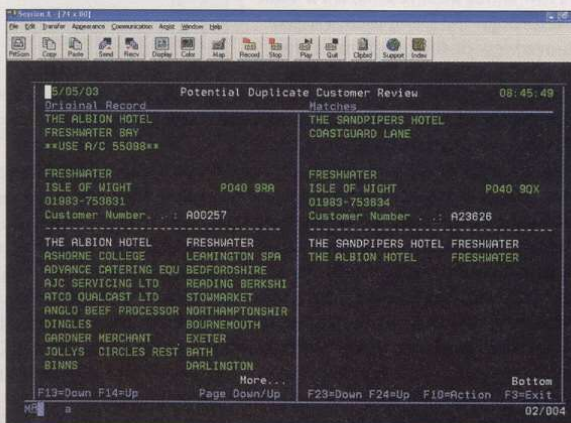 Session X - [24 x 80]
File Edit Transfer Appearance Communication Assist Window Help
PrtScrn Copy Paste Send Recv Display Color Map Record Stop Play Quit Clipbrd Support Index
5/05/03 Potential Duplicate Customer Review 08:45:49
Original Record Matches
THE ALBION HOTEL THE SANDPIPERS HOTEL
FRESHWATER BAY COASTGUARD LANE
**USE A/C 55098**
FRESHWATER FRESHWATER
ISLE OF WIGHT PO40 9RA ISLE OF WIGHT PO40 9QX
01983-753631 01983-753634
Customer Number. . .: A00257 Customer Number . . .: A23626
THE ALBION HOTEL FRESHWATER THE SANDPIPERS HOTEL FRESHWATER
ASHORNE COLLEGE LEAMINGTON SPA THE ALBION HOTEL FRESHWATER
ADVANCE CATERING EQU BEDFORDSHIRE
AJC SERVICING LTD READING BERKSHI
ATCO QUALCAST LTD STOWMARKET
ANGLO BEEF PROCESSOR NORTHAMPTONSHIR
DINGLES BOURNEMOUTH
GARDNER MERCHANT EXETER
JOLLYS CIRCLES REST BATH
BINNS DARLINGTON
More... Bottom
F13=Down F14=Up Page Down/Up F23=Down F24=Up F10=Action F3=Exit
a 02/004